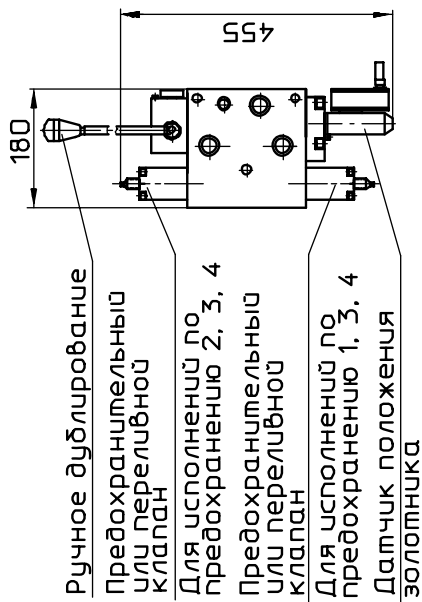 455
180
Ручное дублирование
Предохранительный
или переливной
клапан
Для исполнений по
предохранению 2, 3, 4
Предохранительный
или переливной
клапан
Для исполнений по
предохранению 1, 3, 4
Датчик положения
золотника